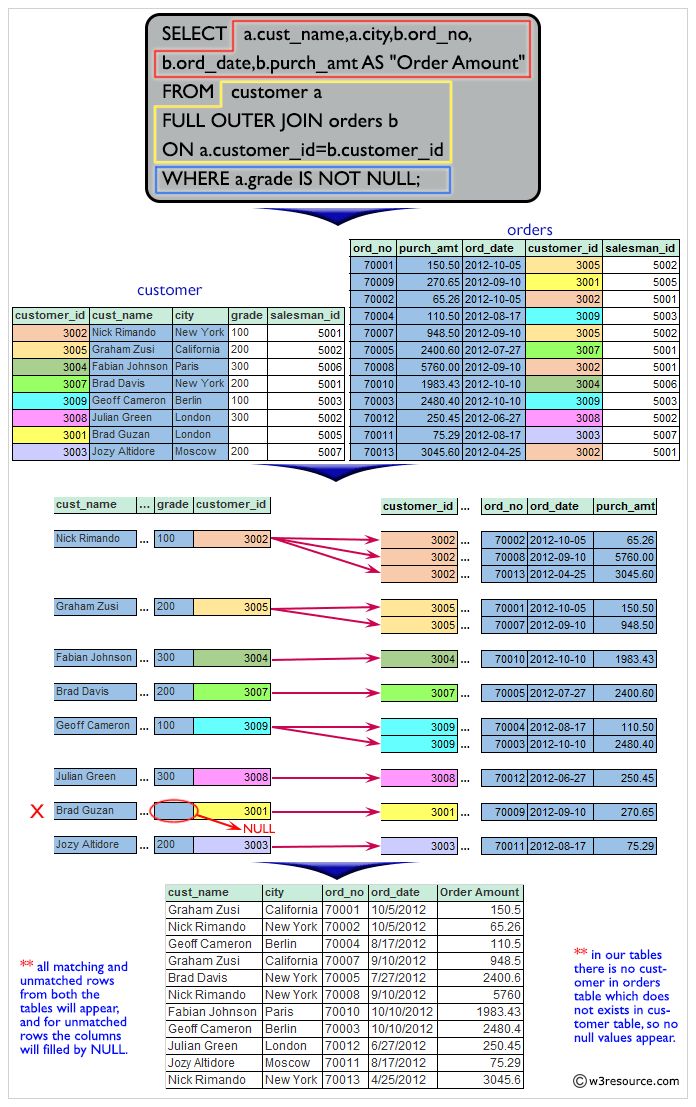 SELECT a.cust_name,a.city,b.ord_no,
b.ord_date,b.purch_amt AS "Order Amount"
FROM customer a
FULL OUTER JOIN orders b
ON a.customer_id=b.customer_id
WHERE a.grade IS NOT NULL;
orders
ord_no purch_amt ord_date customer_id salesman_id
70001 150.50 2012-10-05 3005 5002
70009 270.65 2012-09-10 3001 5005
70002 65.26 2012-10-05 3002 5001
70004 110.50 2012-08-17 3009 5003
70007 948.50 2012-09-10 3005 5002
70005 2400.60 2012-07-27 3007 5001
70008 5760.00 2012-09-10 3002 5001
70010 1983.43 2012-10-10 3004 5006
70003 2480.40 2012-10-10 3009 5003
70012 250.45 2012-06-27 3008 5002
70011 75.29 2012-08-17 3003 5007
70013 3045.60 2012-04-25 3002 5001
customer
customer_id cust_name city grade salesman_id
3002 Nick Rimando New York 100 5001
3005 Graham Zusi California 200 5002
3004 Fabian Johnson Paris 300 5006
3007 Brad Davis New York 200 5001
3009 Geoff Cameron Berlin 100 5003
3008 Julian Green London 300 5002
3001 Brad Guzan London 5005
3003 Jozy Altidore Moscow 200 5007
cust_name ... grade customer_id customer_id ... ord_no ord_date purch_amt
Nick Rimando ... 100 3002 3002 ... 70002 2012-10-05 65.26
3002 ... 70008 2012-09-10 5760.00
3002 ... 70013 2012-04-25 3045.60
Graham Zusi ... 200 3005 3005 ... 70001 2012-10-05 150.50
3005 ... 70007 2012-09-10 948.50
Fabian Johnson ... 300 3004 3004 ... 70010 2012-10-10 1983.43
Brad Davis ... 200 3007 3007 ... 70005 2012-07-27 2400.60
Geoff Cameron ... 100 3009 3009 ... 70004 2012-08-17 110.50
3009 ... 70003 2012-10-10 2480.40
Julian Green ... 300 3008 3008 ... 70012 2012-06-27 250.45
X Brad Guzan ... 3001 3001 ... 70009 2012-09-10 270.65
NULL
Jozy Altidore ... 200 3003 3003 ... 70011 2012-08-17 75.29
cust_name city ord_no ord_date Order Amount
Graham Zusi California 70001 10/5/2012 150.5
Nick Rimando New York 70002 10/5/2012 65.26
Geoff Cameron Berlin 70004 8/17/2012 110.5
Graham Zusi California 70007 9/10/2012 948.5
Brad Davis New York 70005 7/27/2012 2400.6
Nick Rimando New York 70008 9/10/2012 5760
Fabian Johnson Paris 70010 10/10/2012 1983.43
Geoff Cameron Berlin 70003 10/10/2012 2480.4
Julian Green London 70012 6/27/2012 250.45
Jozy Altidore Moscow 70011 8/17/2012 75.29
Nick Rimando New York 70013 4/25/2012 3045.6
** all matching and
unmatched rows
from both the
tables will appear,
and for unmatched
rows the columns
will filled by NULL.
** in our tables
there is no cust-
omer in orders
table which does
not exists in cus-
tomer table, so no
null values appear.
© w3resource.com